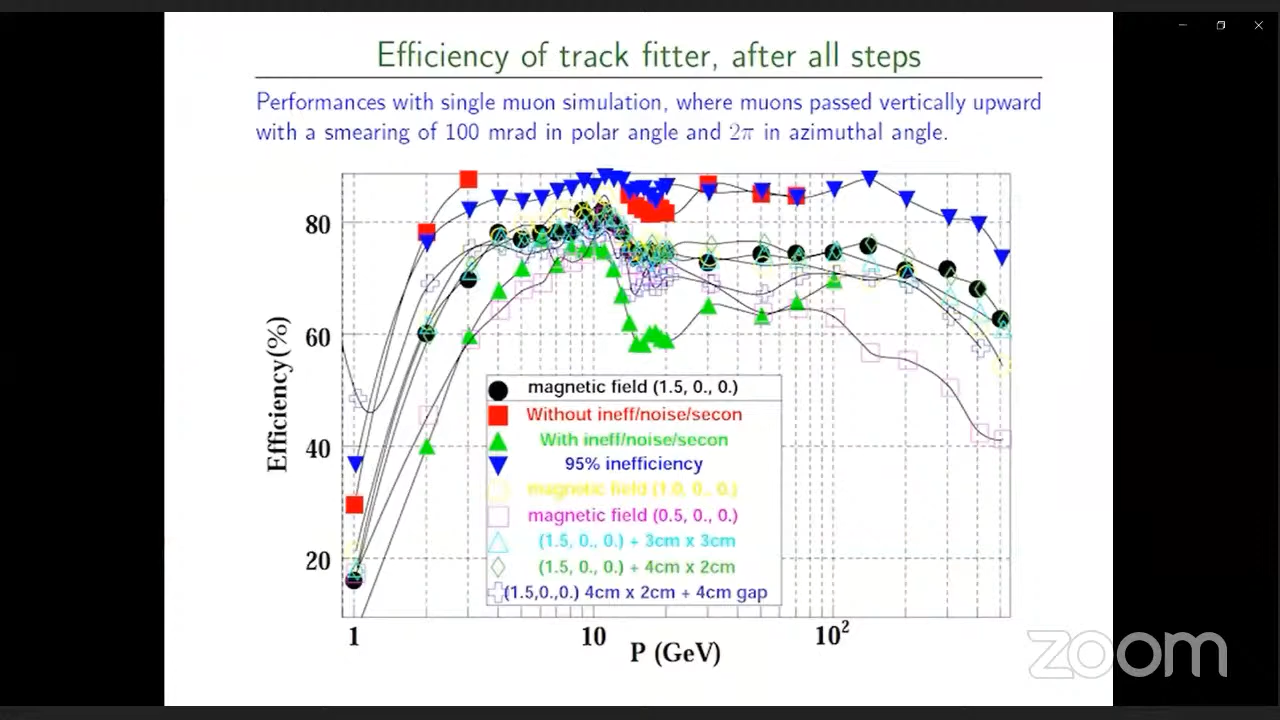 Efficiency of track fitter, after all steps
Performances with single muon simulation, where muons passed vertically upward
with a smearing of 100 mrad in polar angle and 2π in azimuthal angle.
80
60
40
20
Efficiency(%)
magnetic field (1.5, 0., 0.)
Without ineff/noise/secon
With ineff/noise/secon
95% inefficiency
magnetic field (1.0, 0., 0.)
magnetic field (0.5, 0., 0.)
(1.5, 0., 0.) + 3cm x 3cm
(1.5, 0., 0.) + 4cm x 2cm
(1.5,0.,0.) 4cm x 2cm + 4cm gap
1
10
10²
P (GeV)
zoom